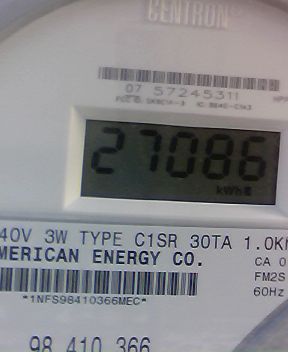 CENTRON®
07 57245311
27086
kWh
40V 3W TYPE C1SR 30TA 1.0K
MERICAN ENERGY CO.
CA 0
FM2S
60Hz
*1NFS98410366MEC*
98 410 366